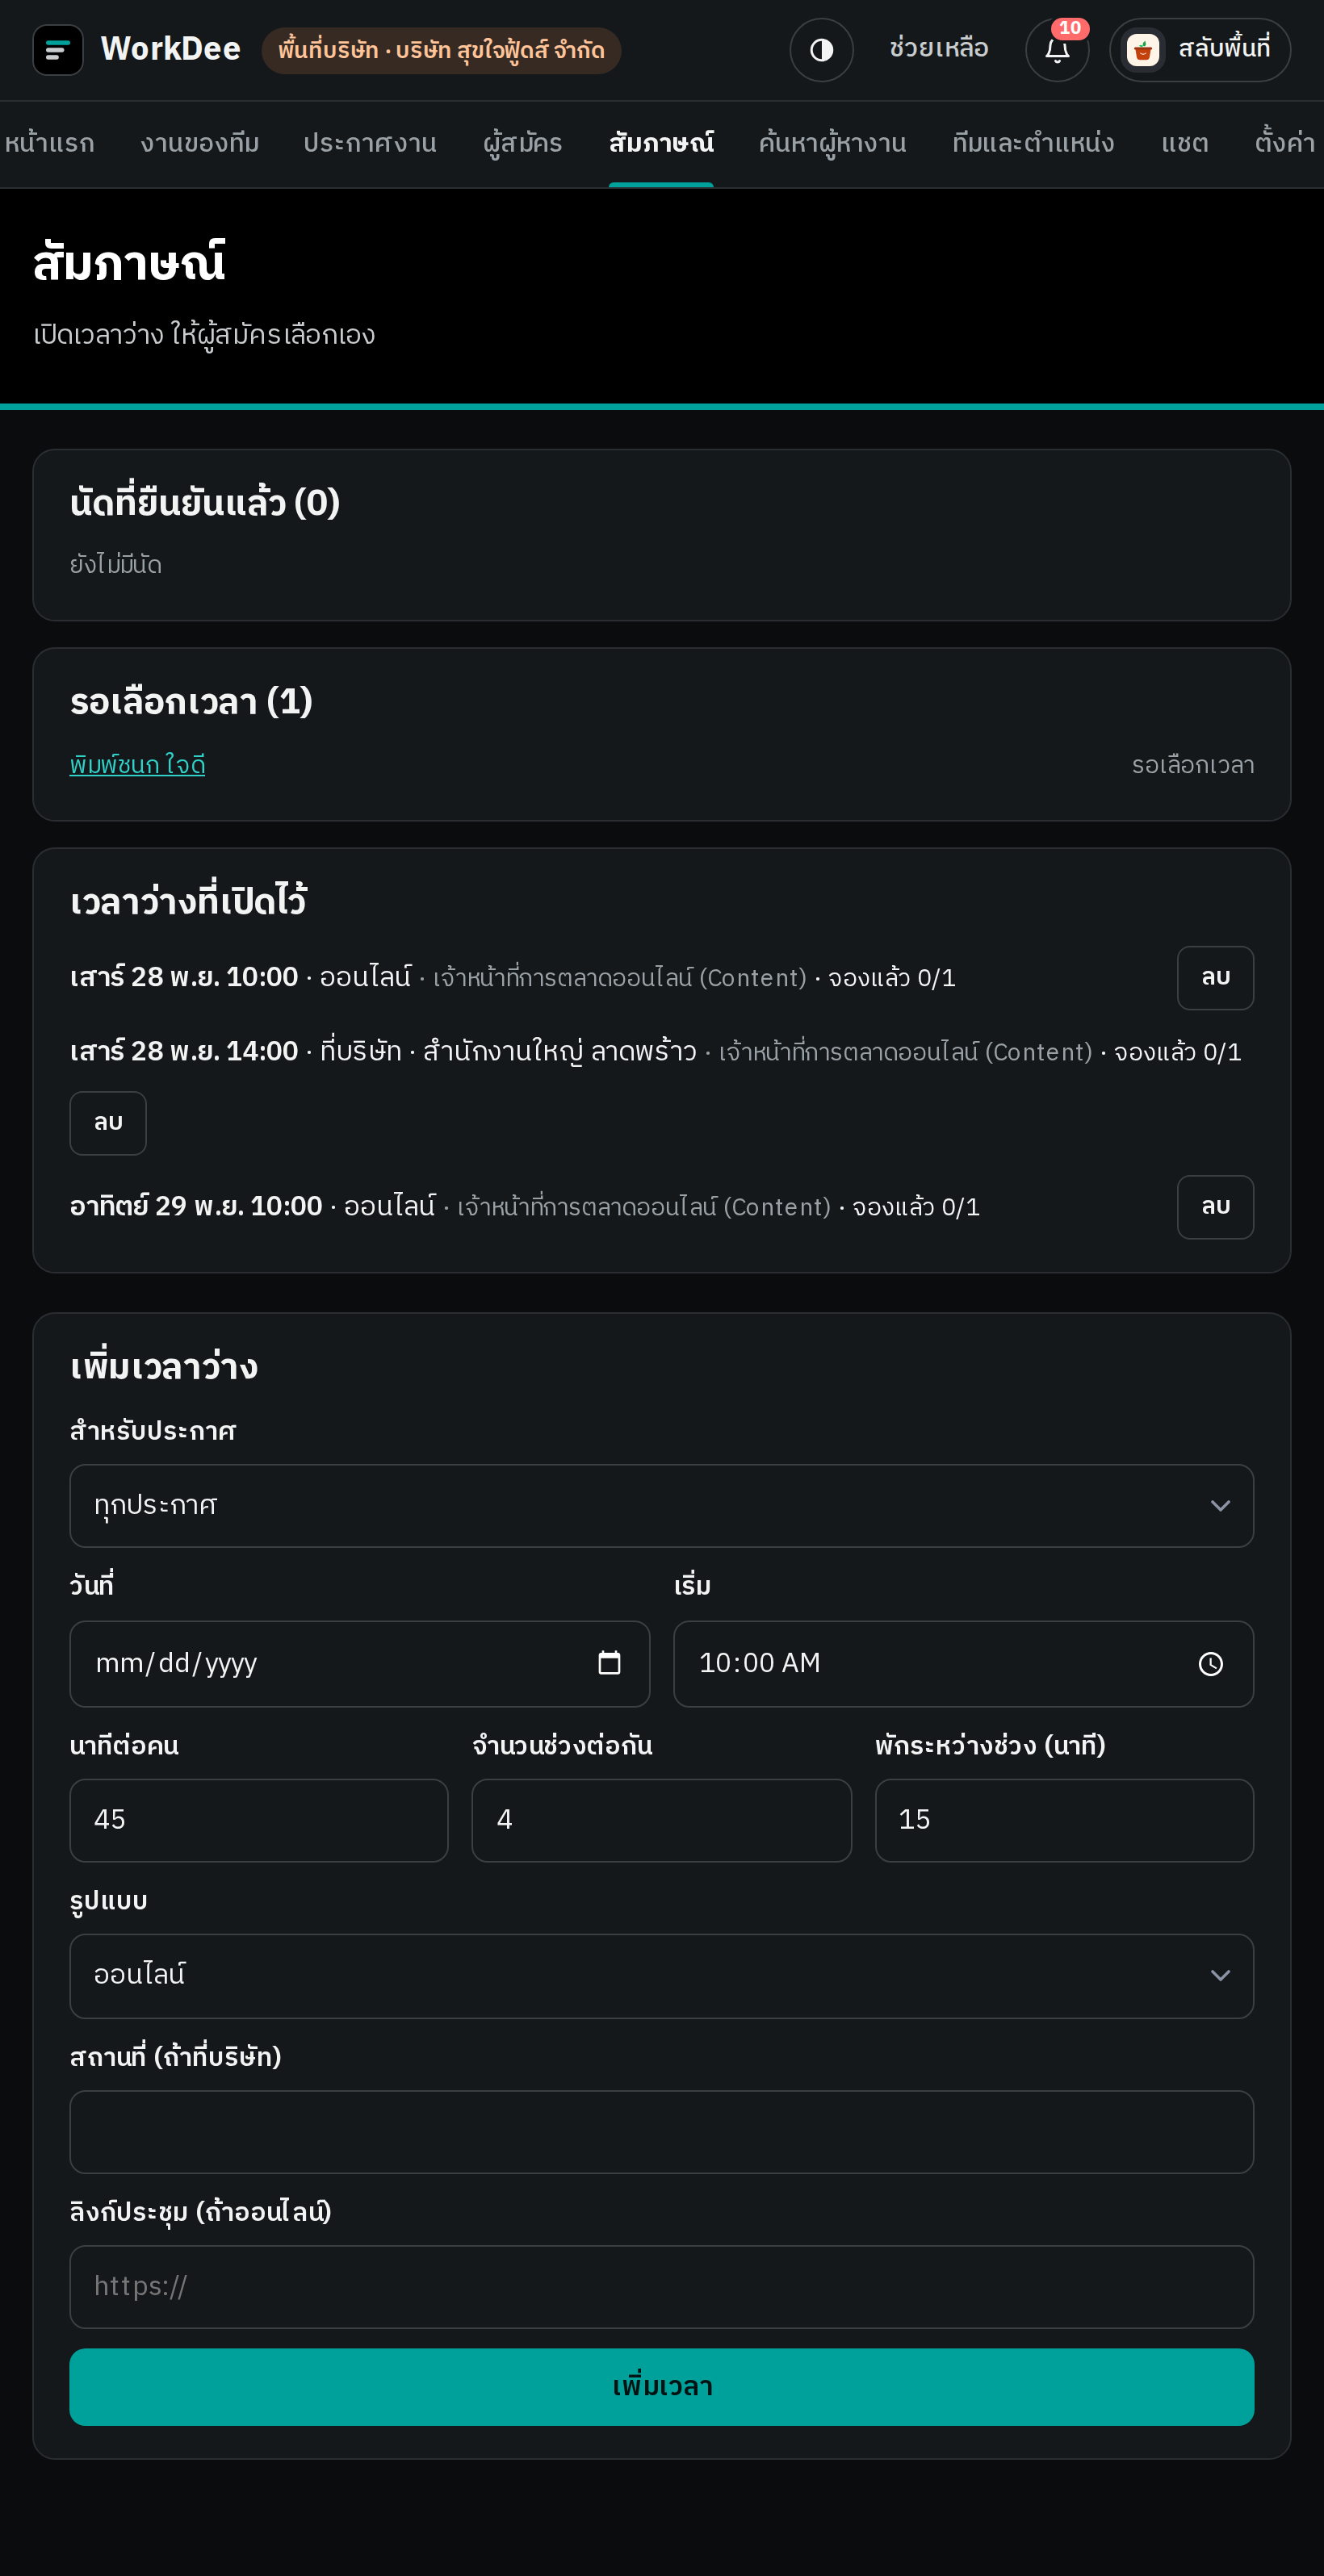 WorkDee พื้นที่บริษัท · บริษัท สุขใจฟู้ดส์ จำกัด ช่วยเหลือ 10 สลับพื้นที่
หน้าแรก งานของทีม ประกาศงาน ผู้สมัคร สัมภาษณ์ ค้นหาผู้หางาน ทีมและตำแหน่ง แชต ตั้งค่า
สัมภาษณ์
เปิดเวลาว่าง ให้ผู้สมัครเลือกเอง
นัดที่ยืนยันแล้ว (0)
ยังไม่มีนัด
รอเลือกเวลา (1)
พิมพ์ชนก ใจดี รอเลือกเวลา
เวลาว่างที่เปิดไว้
เสาร์ 28 พ.ย. 10:00 · ออนไลน์ · เจ้าหน้าที่การตลาดออนไลน์ (Content) · จองแล้ว 0/1 ลบ
เสาร์ 28 พ.ย. 14:00 · ที่บริษัท · สำนักงานใหญ่ ลาดพร้าว · เจ้าหน้าที่การตลาดออนไลน์ (Content) · จองแล้ว 0/1
ลบ
อาทิตย์ 29 พ.ย. 10:00 · ออนไลน์ · เจ้าหน้าที่การตลาดออนไลน์ (Content) · จองแล้ว 0/1 ลบ
เพิ่มเวลาว่าง
สำหรับประกาศ
ทุกประกาศ
วันที่ เริ่ม
mm/dd/yyyy 10:00 AM
นาทีต่อคน จำนวนช่วงต่อกัน พักระหว่างช่วง (นาที)
45 4 15
รูปแบบ
ออนไลน์
สถานที่ (ถ้าที่บริษัท)
ลิงก์ประชุม (ถ้าออนไลน์)
https://
เพิ่มเวลา